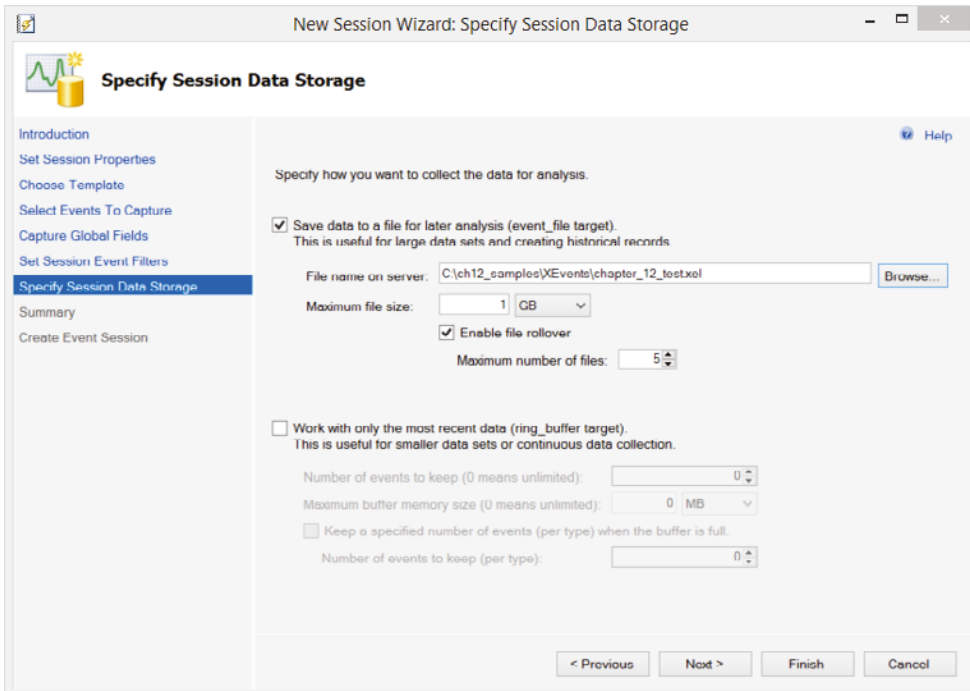 New Session Wizard: Specify Session Data Storage
Specify Session Data Storage
Introduction
Set Session Properties
Choose Template
Select Events To Capture
Capture Global Fields
Set Session Event Filters
Specify Session Data Storage
Summary
Create Event Session
Help
Specify how you want to collect the data for analysis.
Save data to a file for later analysis (event_file target).
This is useful for large data sets and creating historical records
File name on server: C:\ch12_samples\XEvents\chapter_12_test.xel Browse...
Maximum file size: 1 GB
Enable file rollover
Maximum number of files: 5
Work with only the most recent data (ring_buffer target).
This is useful for smaller data sets or continuous data collection.
Number of events to keep (0 means unlimited): 0
Maximum buffer memory size (0 means unlimited): 0 MB
Keep a specified number of events (per type) when the buffer is full.
Number of events to keep (per type): 0
< Previous Next > Finish Cancel